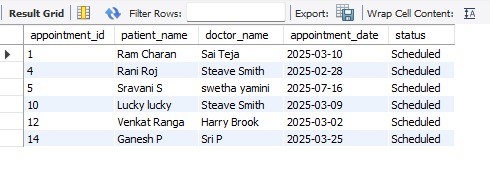 Result Grid Filter Rows: Export: Wrap Cell Content:
appointment_id patient_name doctor_name appointment_date status
1 Ram Charan Sai Teja 2025-03-10 Scheduled
4 Rani Roj Steave Smith 2025-02-28 Scheduled
5 Sravani S swetha yamini 2025-07-16 Scheduled
10 Lucky lucky Steave Smith 2025-03-09 Scheduled
12 Venkat Ranga Harry Brook 2025-03-02 Scheduled
14 Ganesh P Sri P 2025-03-25 Scheduled